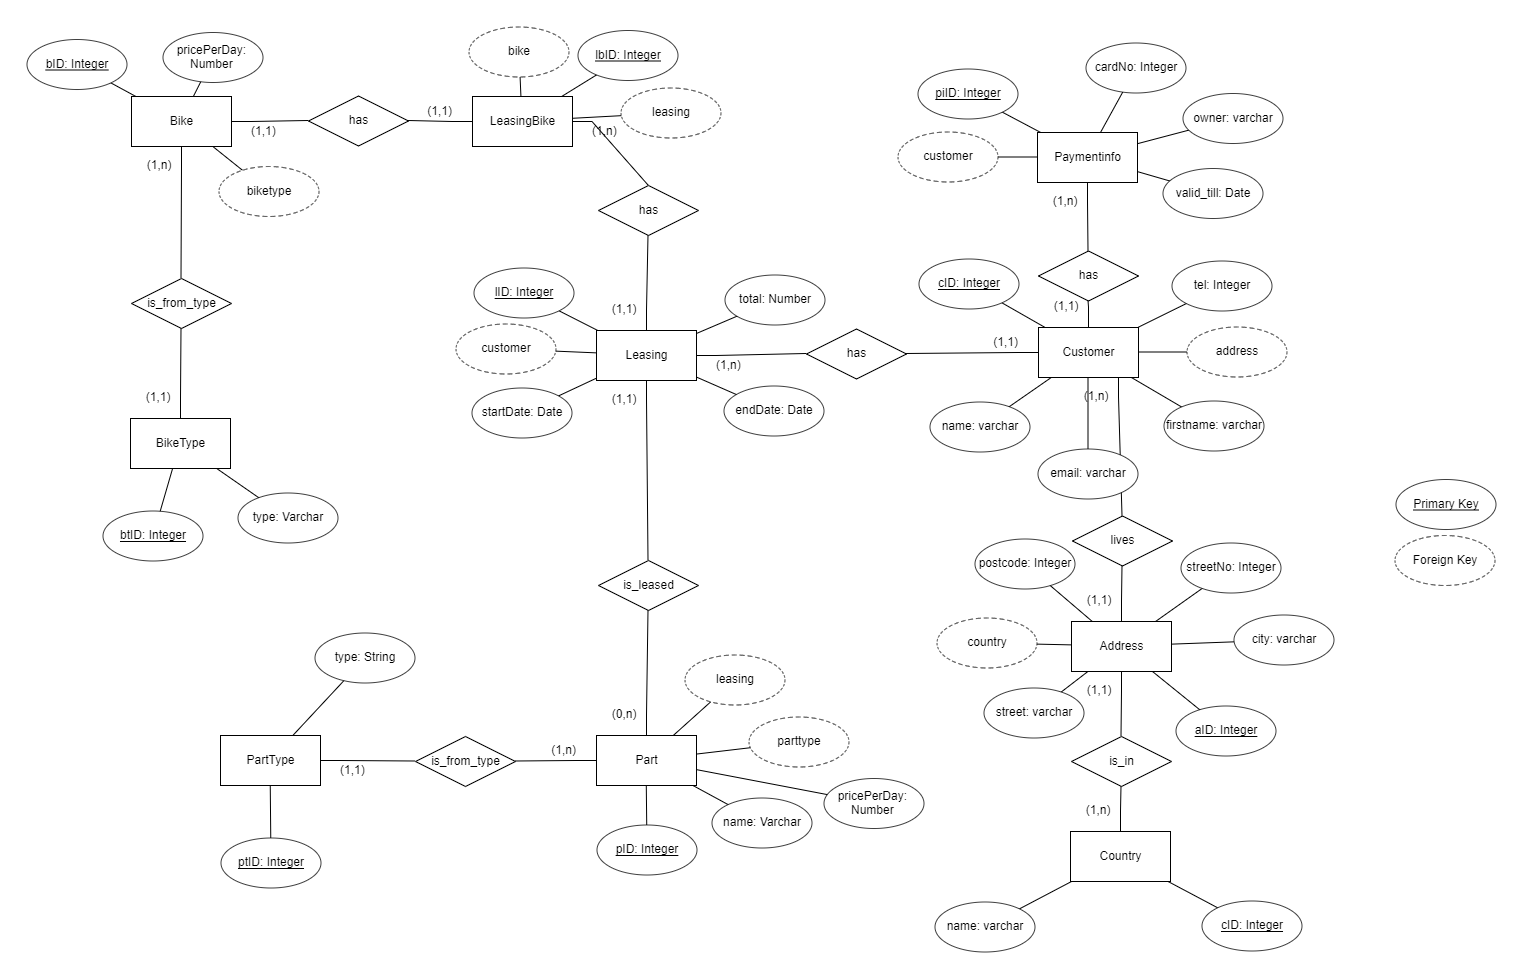 bike
pricePerDay:
Number
lbID: Integer
bID: Integer
cardNo: Integer
piID: Integer
leasing
Bike
has
LeasingBike
(1,1)
(1,1)
(1,n)
owner: varchar
customer
Paymentinfo
(1,n)
biketype
valid_till: Date
(1,n)
has
has
cID: Integer
tel: Integer
lID: Integer
total: Number
is_from_type
(1,1)
(1,1)
customer
Leasing
has
(1,1)
Customer
address
(1,n)
(1,1)
(1,1)
(1,n)
startDate: Date
endDate: Date
name: varchar
firstname: varchar
BikeType
email: varchar
btID: Integer
type: Varchar
Primary Key
lives
Foreign Key
postcode: Integer
streetNo: Integer
is_leased
(1,1)
country
Address
city: varchar
type: String
leasing
(1,1)
street: varchar
aID: Integer
(0,n)
parttype
PartType
(1,1)
is_from_type
(1,n)
Part
is_in
pricePerDay:
Number
name: Varchar
(1,n)
ptID: Integer
pID: Integer
Country
name: varchar
cID: Integer